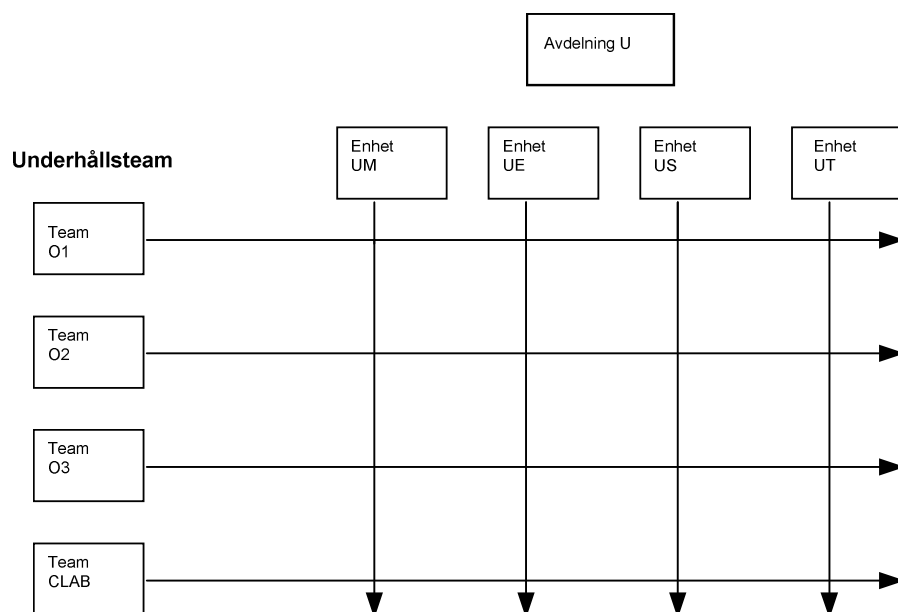 Avdelning U
Underhållsteam
Enhet
UM
Enhet
UE
Enhet
US
Enhet
UT
Team
O1
Team
O2
Team
O3
Team
CLAB